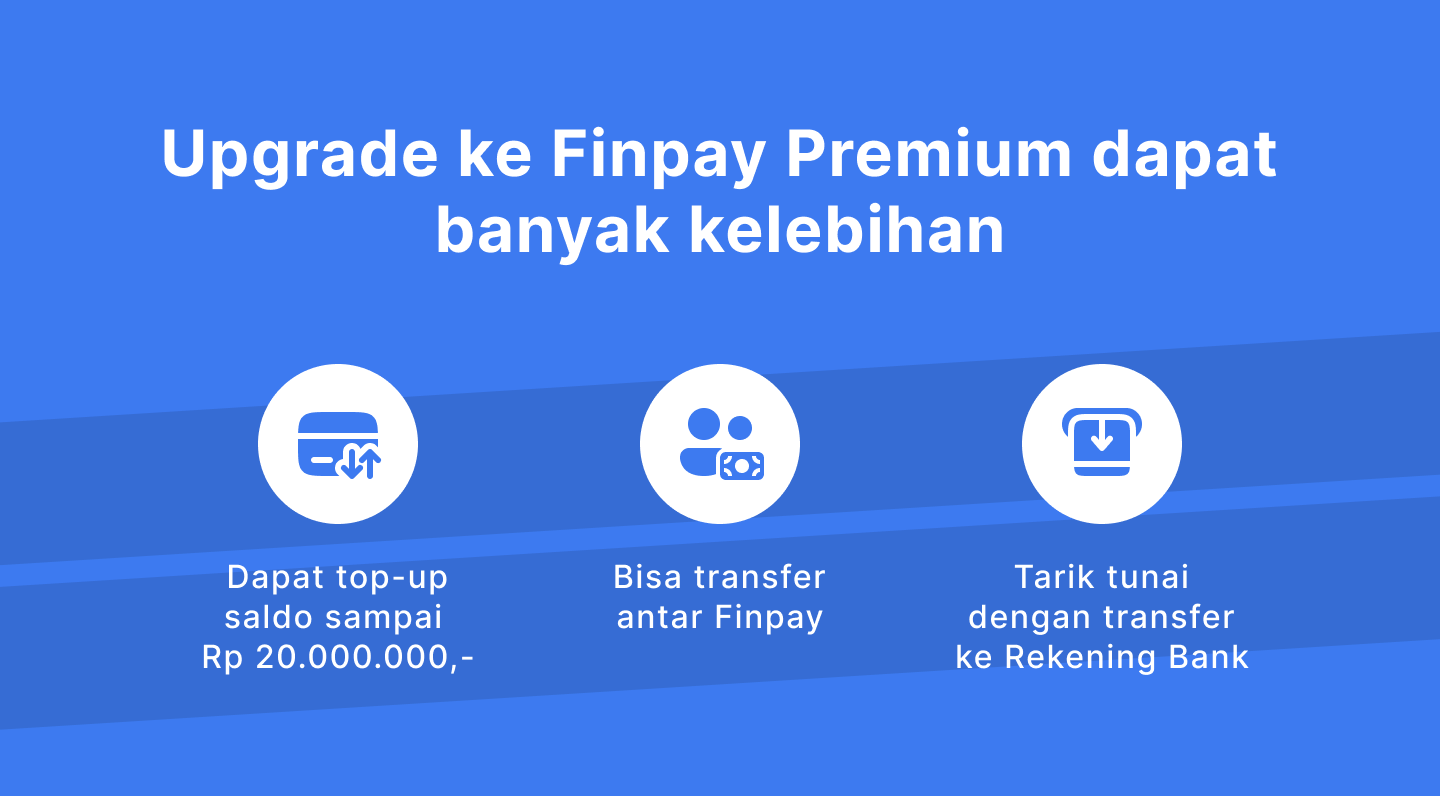 Upgrade ke Finpay Premium dapat
banyak kelebihan
Dapat top-up
saldo sampai
Rp 20.000.000,-
Bisa transfer
antar Finpay
Tarik tunai
dengan transfer
ke Rekening Bank